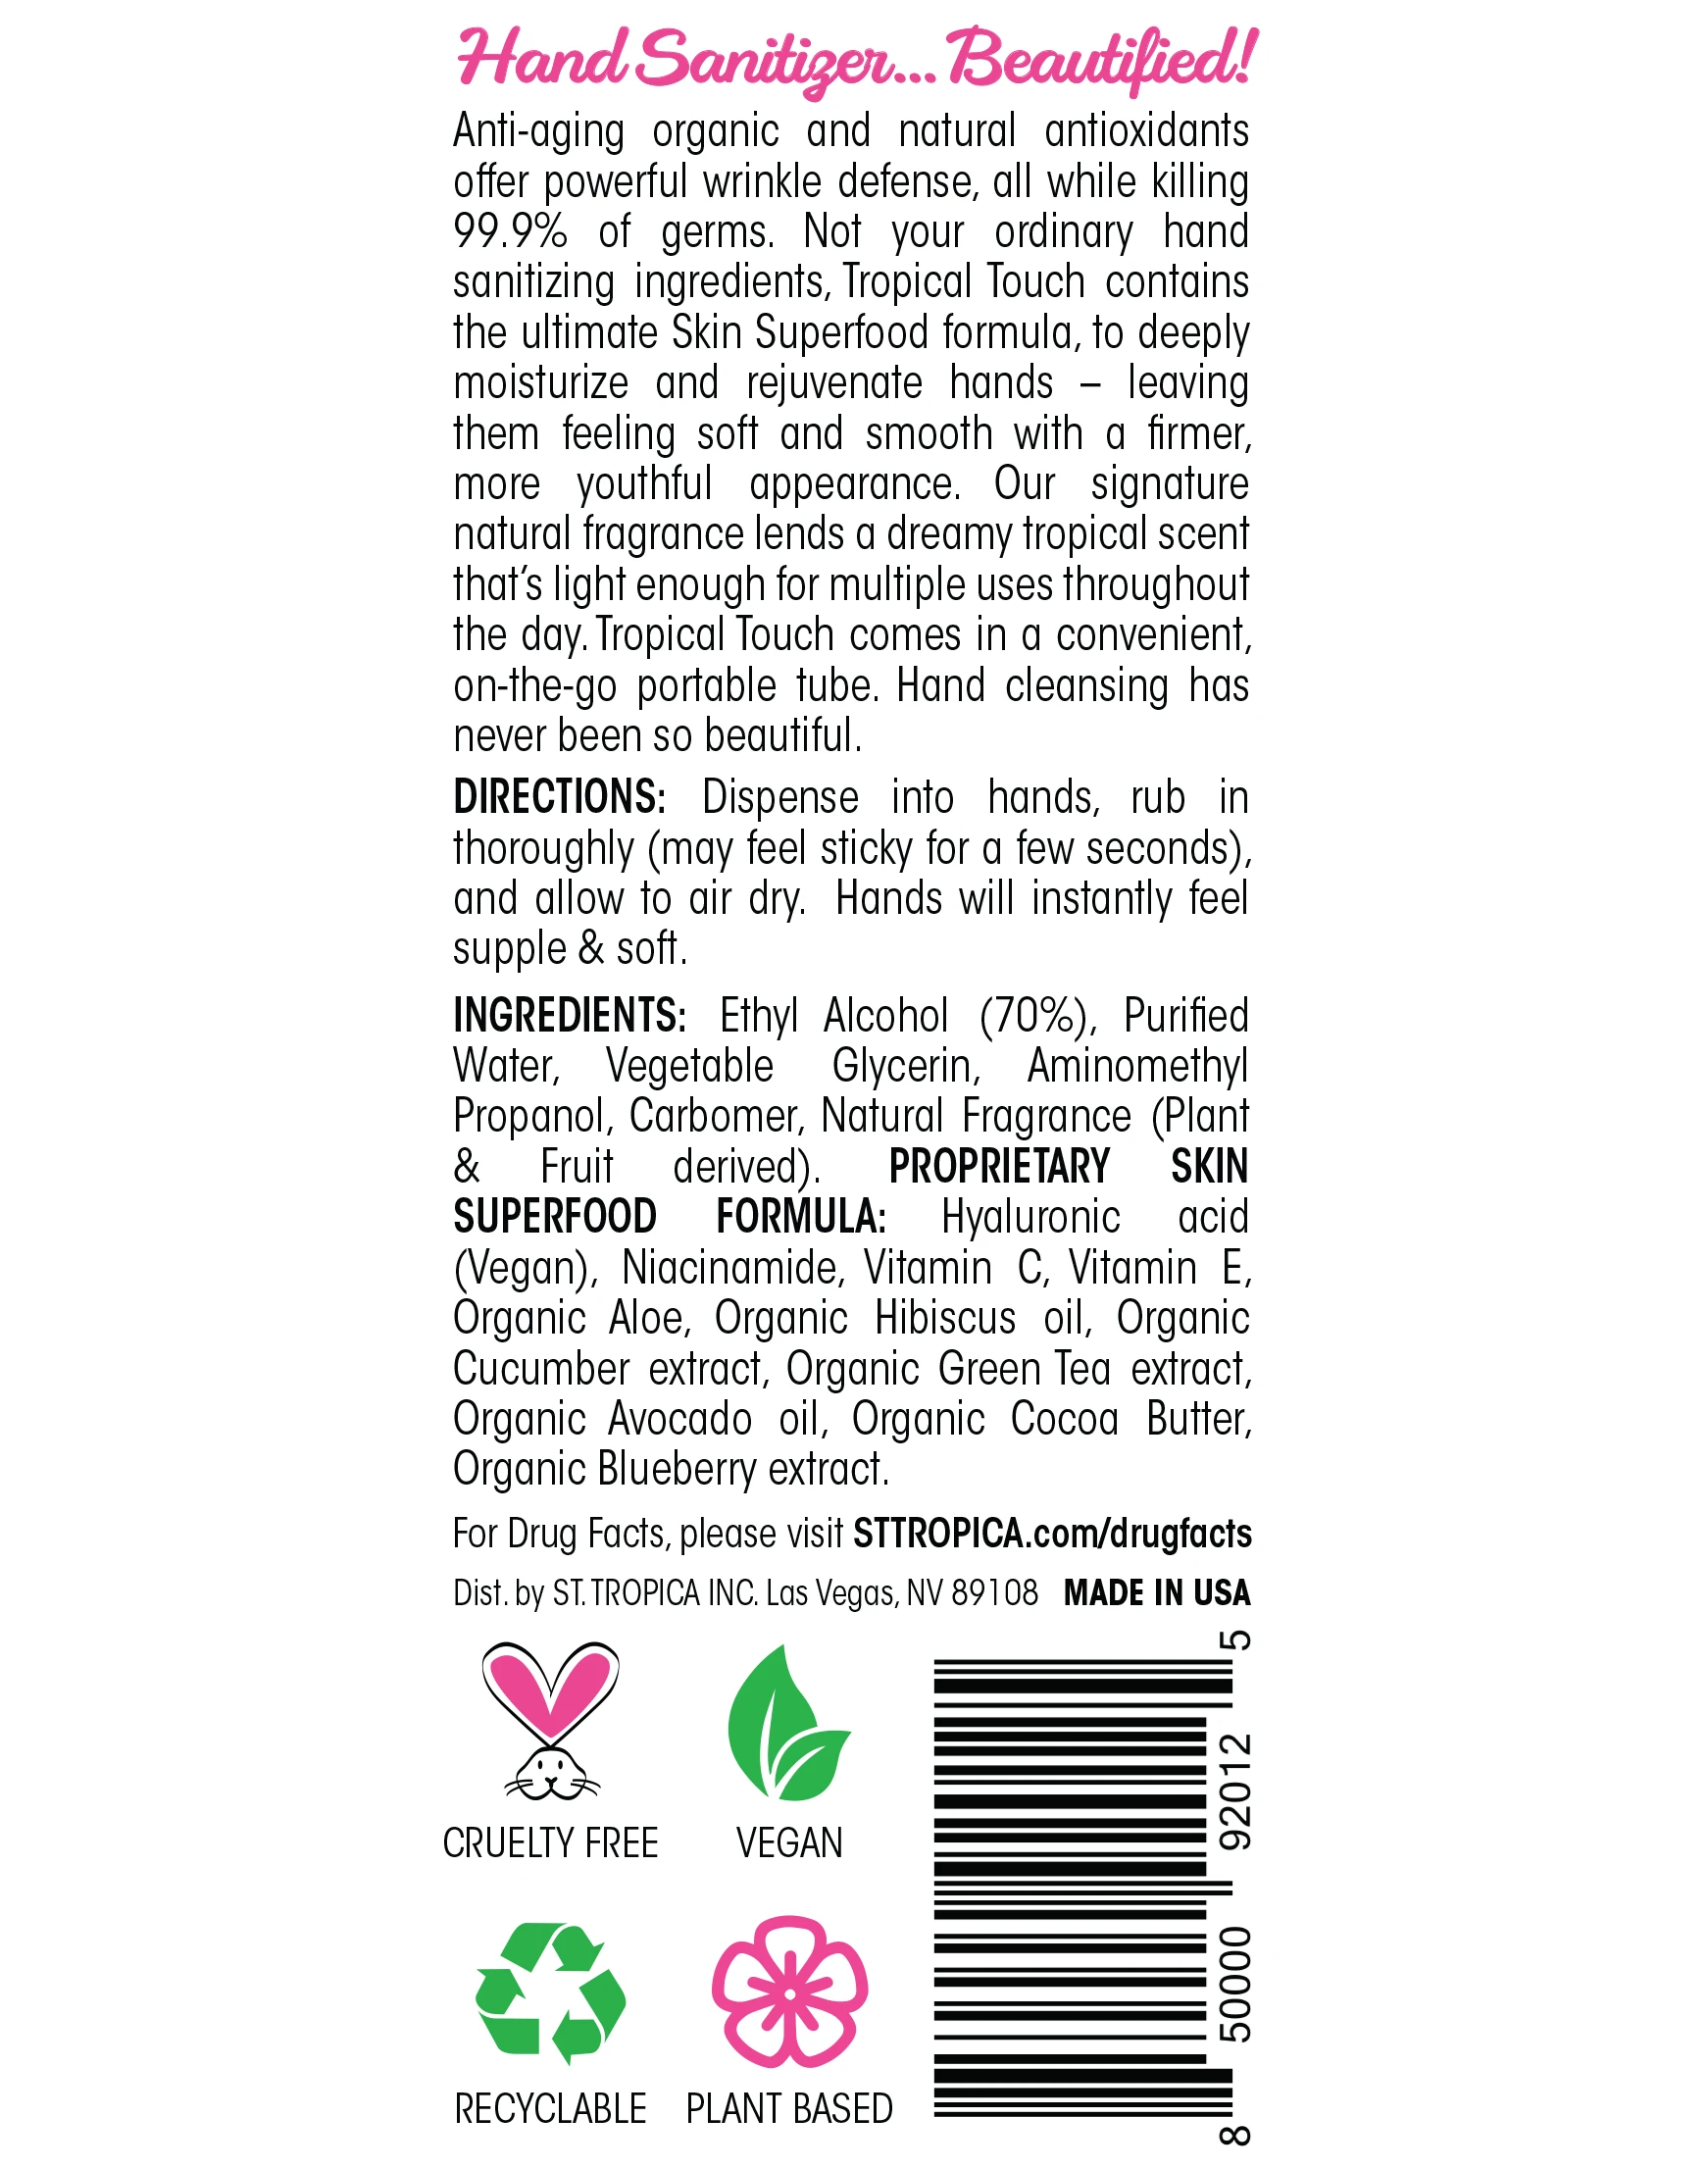 Hand Sanitizer... Beautified!
Anti-aging organic and natural antioxidants
offer powerful wrinkle defense, all while killing
99.9% of germs. Not your ordinary hand
sanitizing ingredients, Tropical Touch contains
the ultimate Skin Superfood formula, to deeply
moisturize and rejuvenate hands – leaving
them feeling soft and smooth with a firmer,
more youthful appearance. Our signature
natural fragrance lends a dreamy tropical scent
that's light enough for multiple uses throughout
the day. Tropical Touch comes in a convenient,
on-the-go portable tube. Hand cleansing has
never been so beautiful.
DIRECTIONS: Dispense into hands, rub in
thoroughly (may feel sticky for a few seconds),
and allow to air dry. Hands will instantly feel
supple & soft.
INGREDIENTS: Ethyl Alcohol (70%), Purified
Water, Vegetable Glycerin, Aminomethyl
Propanol, Carbomer, Natural Fragrance (Plant
& Fruit derived). PROPRIETARY SKIN
SUPERFOOD FORMULA: Hyaluronic acid
(Vegan), Niacinamide, Vitamin C, Vitamin E,
Organic Aloe, Organic Hibiscus oil, Organic
Cucumber extract, Organic Green Tea extract,
Organic Avocado oil, Organic Cocoa Butter,
Organic Blueberry extract.
For Drug Facts, please visit STTROPICA.com/drugfacts
Dist. by ST. TROPICA INC. Las Vegas, NV 89108 MADE IN USA
CRUELTY FREE
VEGAN
RECYCLABLE
PLANT BASED
8 50000 92012 5